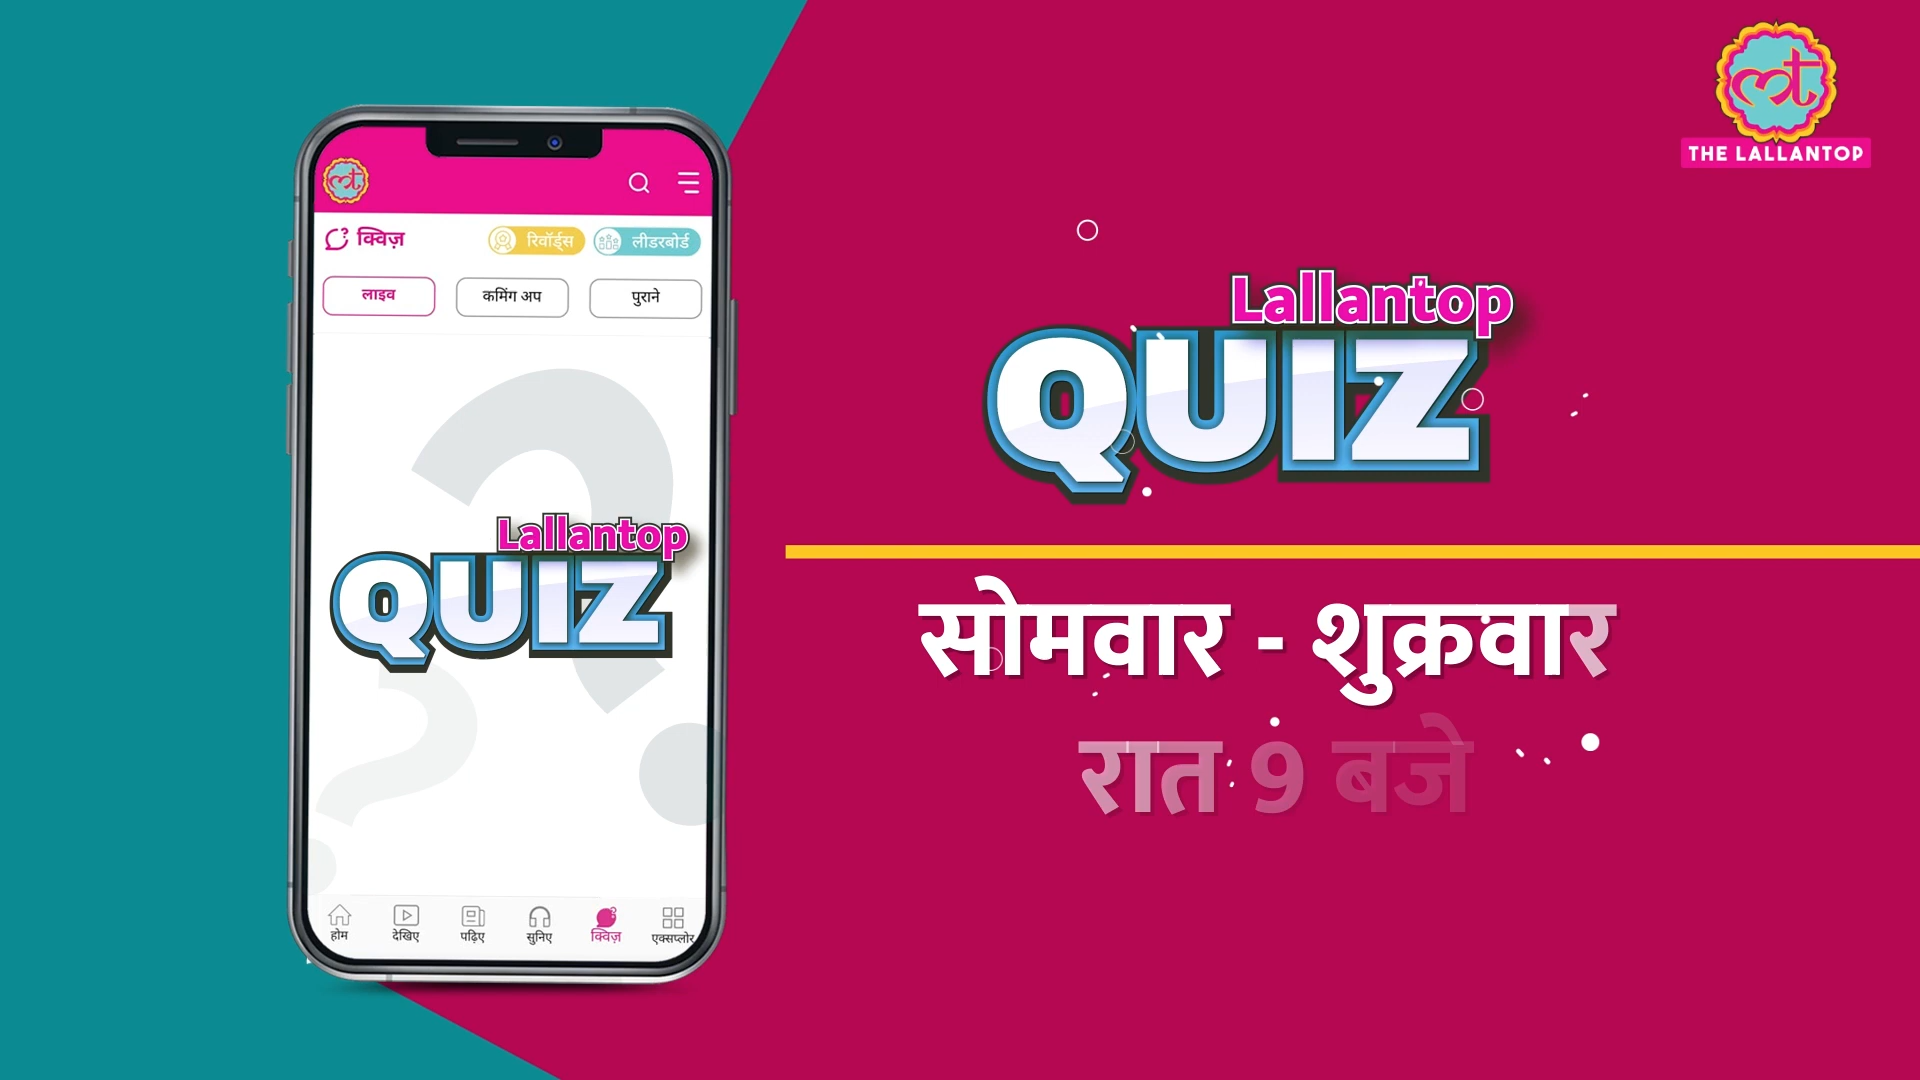 THE LALLANTOP
क्विज़
रिवॉर्ड्स
लीडरबोर्ड
लाइव
कमिंग अप
पुराने
Lallantop
QUIZ
होम
देखिए
पढ़िए
सुनिए
क्विज़
एक्सप्लोर
Lallantop
QUIZ
सोमवार - शुक्रवार
रात 9 बजे